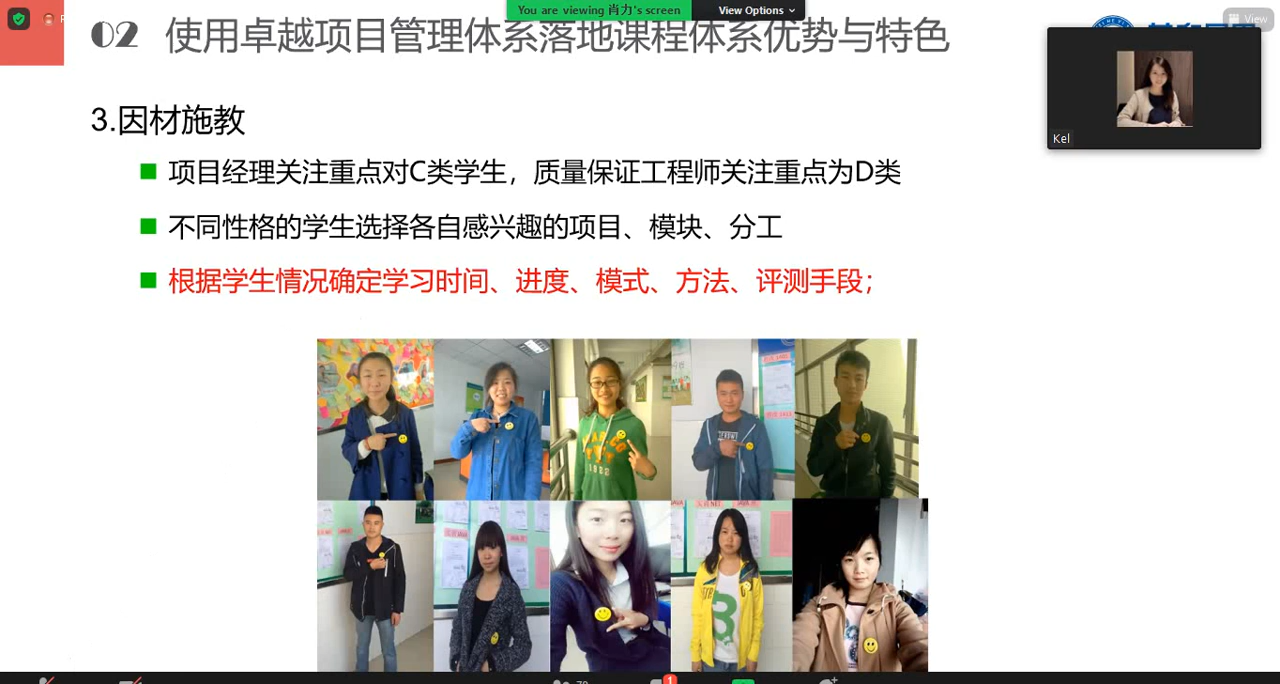 You are viewing 肖力's screen
View Options
View
02 使用卓越项目管理体系落地课程体系优势与特色
Kel
3.因材施教
项目经理关注重点对C类学生，质量保证工程师关注重点为D类
不同性格的学生选择各自感兴趣的项目、模块、分工
根据学生情况确定学习时间、进度、模式、方法、评测手段；
1